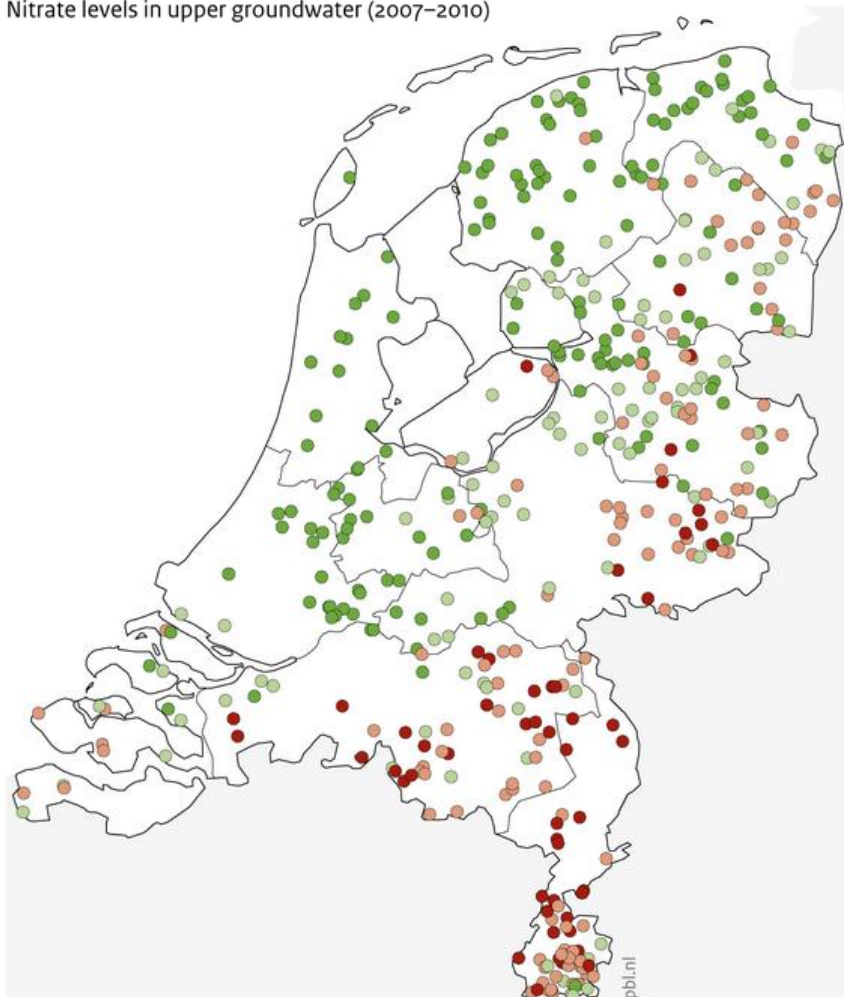 Nitrate levels in upper groundwater (2007–2010)
pbl.nl